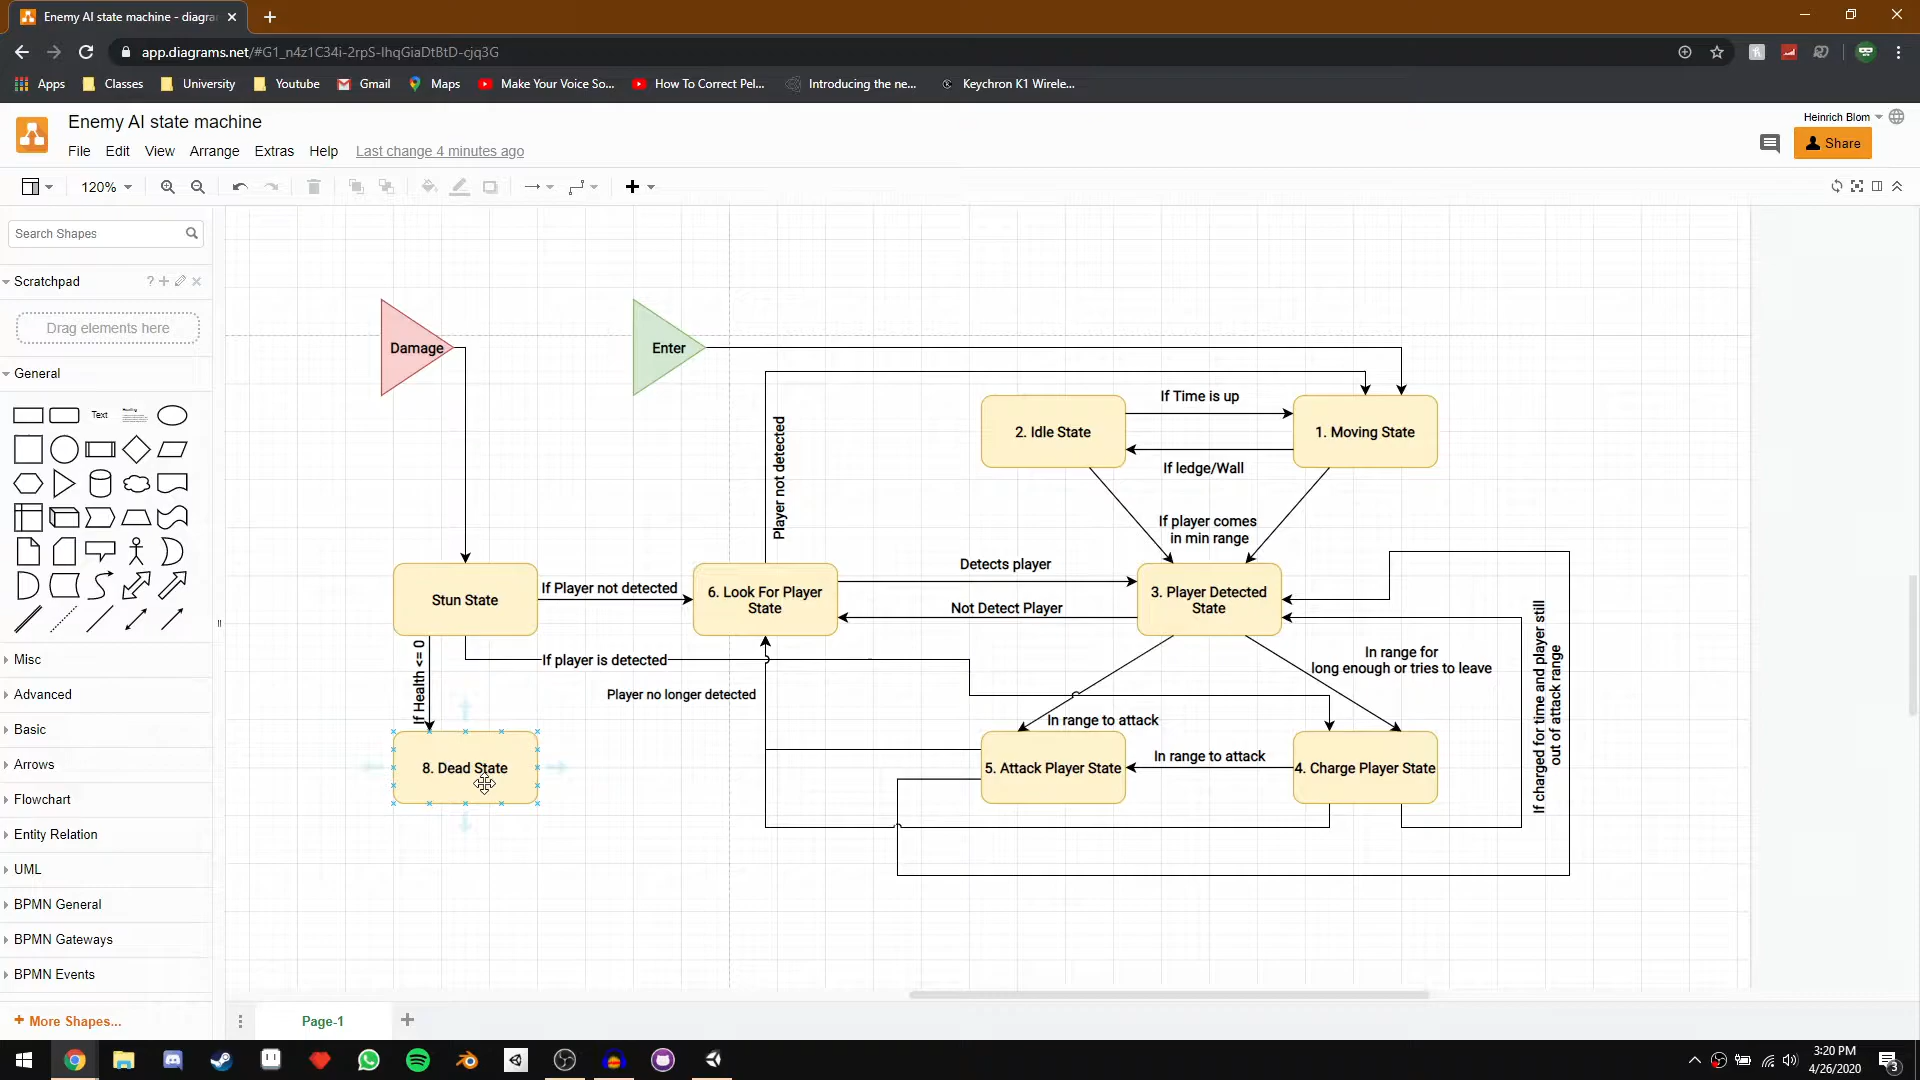 Enemy AI state machine - diagra
app.diagrams.net/#G1_n4z1C34i-2rpS-lhqGiaDtBtD-cjq3G
Apps
Classes
University
Youtube
Gmail
Maps
Make Your Voice So...
How To Correct Pel...
Introducing the ne...
Keychron K1 Wirele...
Enemy AI state machine
Heinrich Blom
File Edit View Arrange Extras Help Last change 4 minutes ago
Share
120%
Search Shapes
Scratchpad
?
Drag elements here
General
Text
Heading
Misc
Advanced
Basic
Arrows
Flowchart
Entity Relation
UML
BPMN General
BPMN Gateways
BPMN Events
+ More Shapes...
Damage
Enter
If Time is up
2. Idle State
1. Moving State
If ledge/Wall
Player not detected
If player comes
in min range
Detects player
Stun State
If Player not detected
6. Look For Player
State
Not Detect Player
3. Player Detected
State
If Health <= 0
If player is detected
Player no longer detected
In range for
long enough or tries to leave
If charged for time and player still
out of attack range
In range to attack
8. Dead State
5. Attack Player State
In range to attack
4. Charge Player State
Page-1
3:20 PM
4/26/2020
3